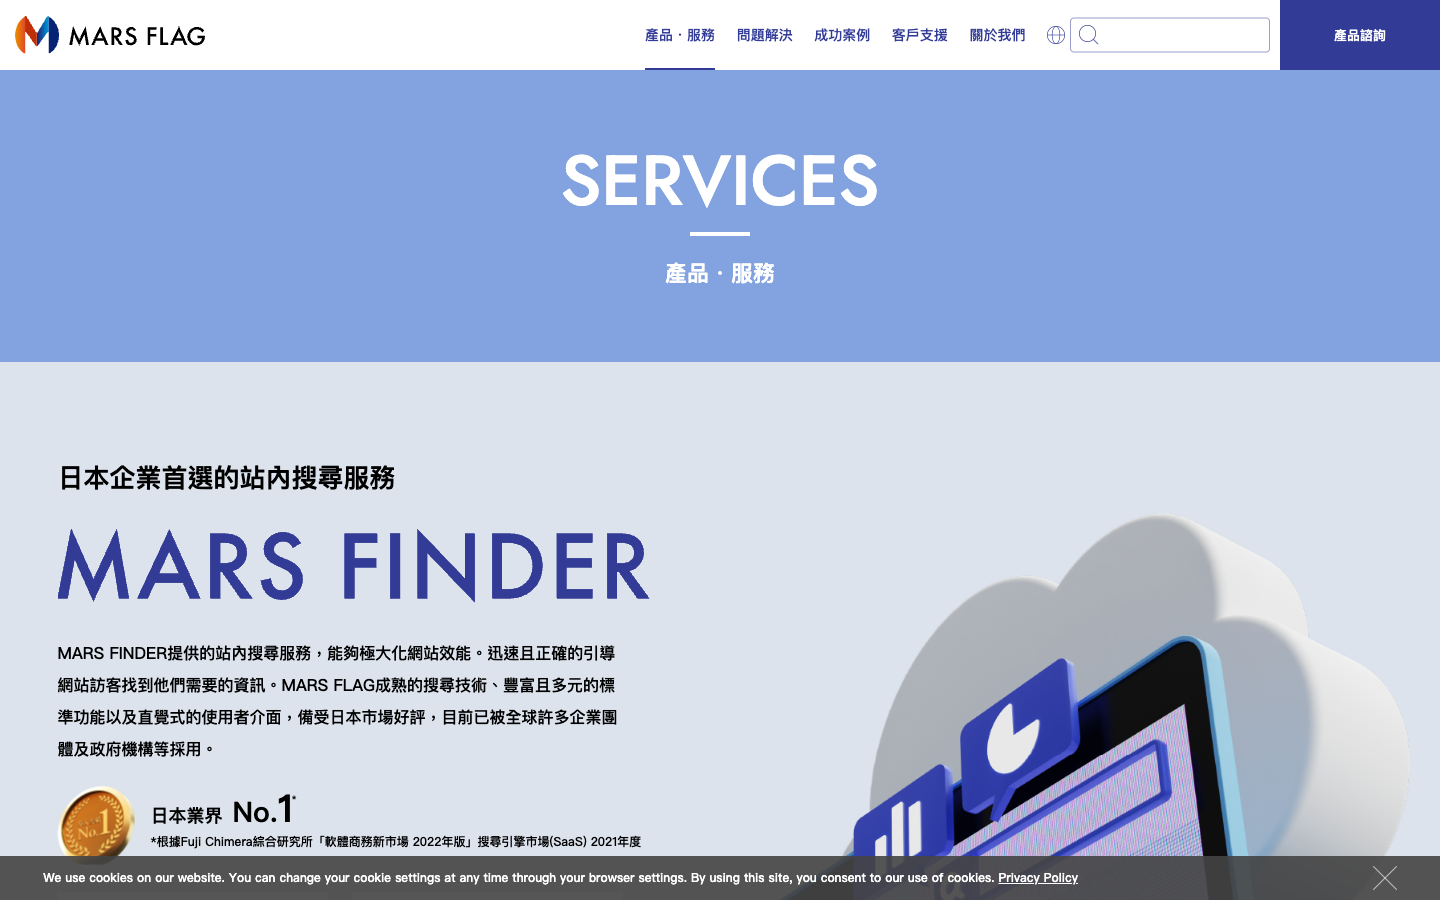 MARS FLAG
產品・服務
問題解決
成功案例
客戶支援
關於我們
產品諮詢
SERVICES
產品・服務
日本企業首選的站內搜尋服務
MARS FINDER
MARS FINDER提供的站內搜尋服務，能夠極大化網站效能。迅速且正確的引導
網站訪客找到他們需要的資訊。MARS FLAG成熟的搜尋技術、豐富且多元的標
準功能以及直覺式的使用者介面，備受日本市場好評，目前已被全球許多企業團
體及政府機構等採用。
No.1
日本業界 No.1*
*根據Fuji Chimera綜合研究所「軟體商務新市場 2022年版」搜尋引擎市場(SaaS) 2021年度
We use cookies on our website. You can change your cookie settings at any time through your browser settings. By using this site, you consent to our use of cookies. Privacy Policy